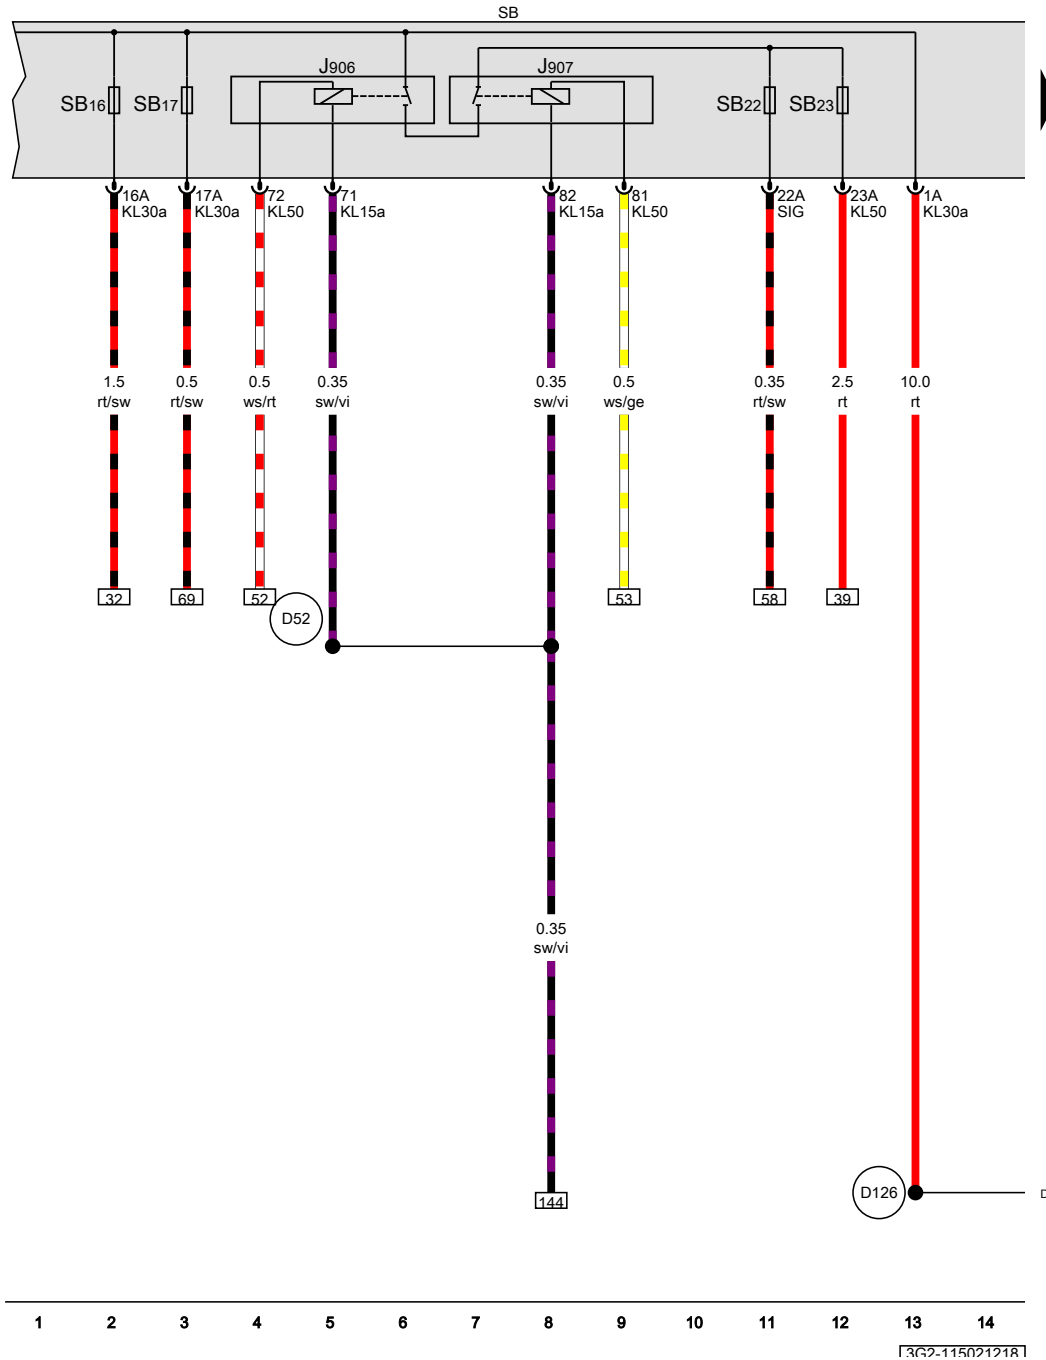 SB
J906
J907
SB16
SB17
SB22
SB23
16A
KL30a
17A
KL30a
72
KL50
71
KL15a
82
KL15a
81
KL50
22A
SIG
23A
KL50
1A
KL30a
1.5
rt/sw
0.5
rt/sw
0.5
ws/rt
0.35
sw/vi
0.35
sw/vi
0.5
ws/ge
0.35
rt/sw
2.5
rt
10.0
rt
32
69
52
53
58
39
D52
0.35
sw/vi
D126
144
1 2 3 4 5 6 7 8 9 10 11 12 13 14
3G2-115021218